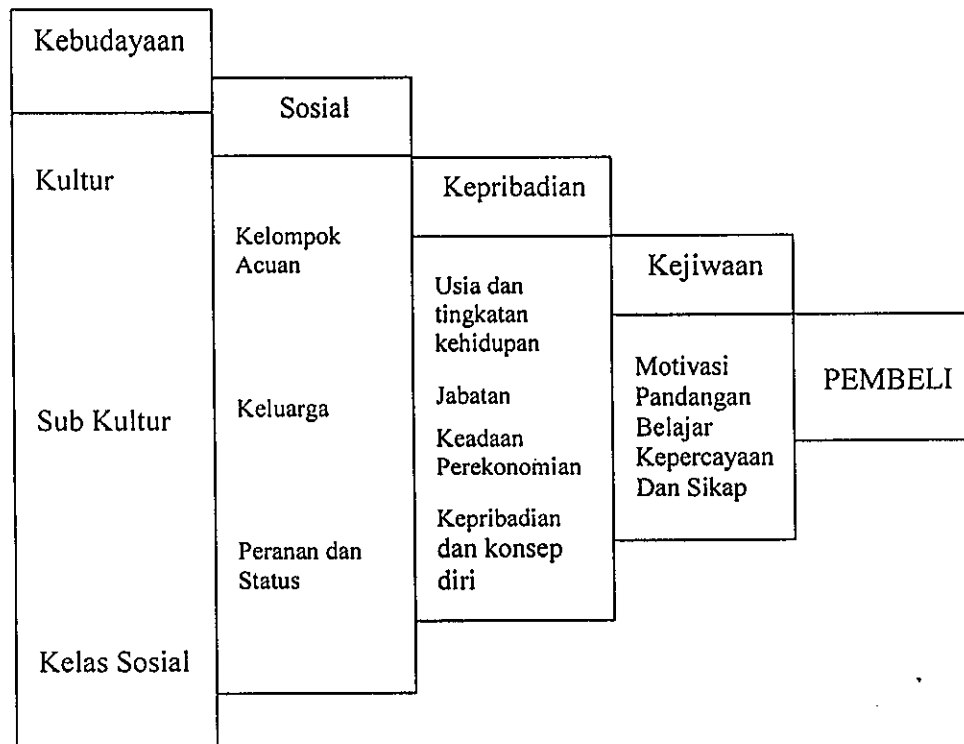 Kebudayaan
Kultur
Sub Kultur
Kelas Sosial
Sosial
Kelompok
Acuan
Keluarga
Peranan dan
Status
Kepribadian
Usia dan
tingkatan
kehidupan
Jabatan
Keadaan
Perekonomian
Kepribadian
dan konsep
diri
Kejiwaan
Motivasi
Pandangan
Belajar
Kepercayaan
Dan Sikap
PEMBELI